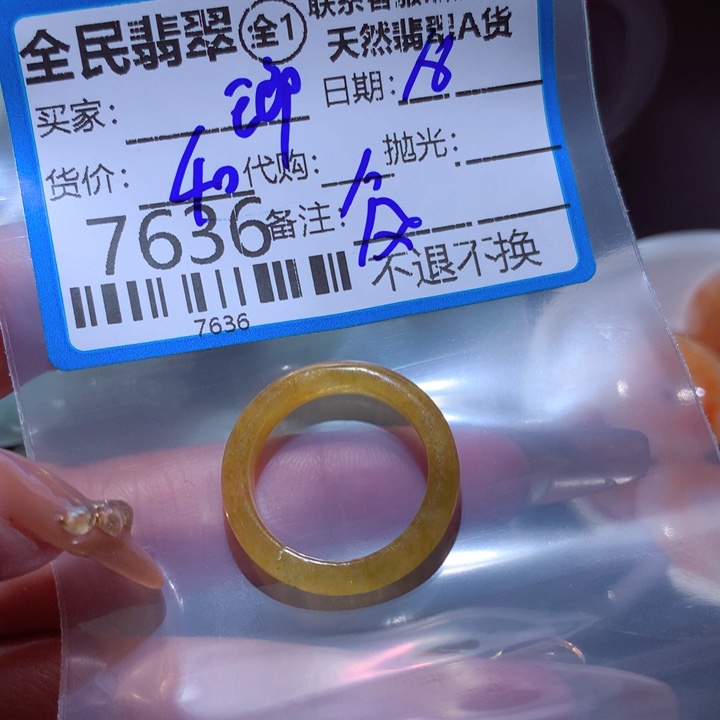 全民翡翠 全1
天然翡翠A货
买家: 日期: 18
货价: 40 代购: 抛光:
7636 备注:
不退不换
7636